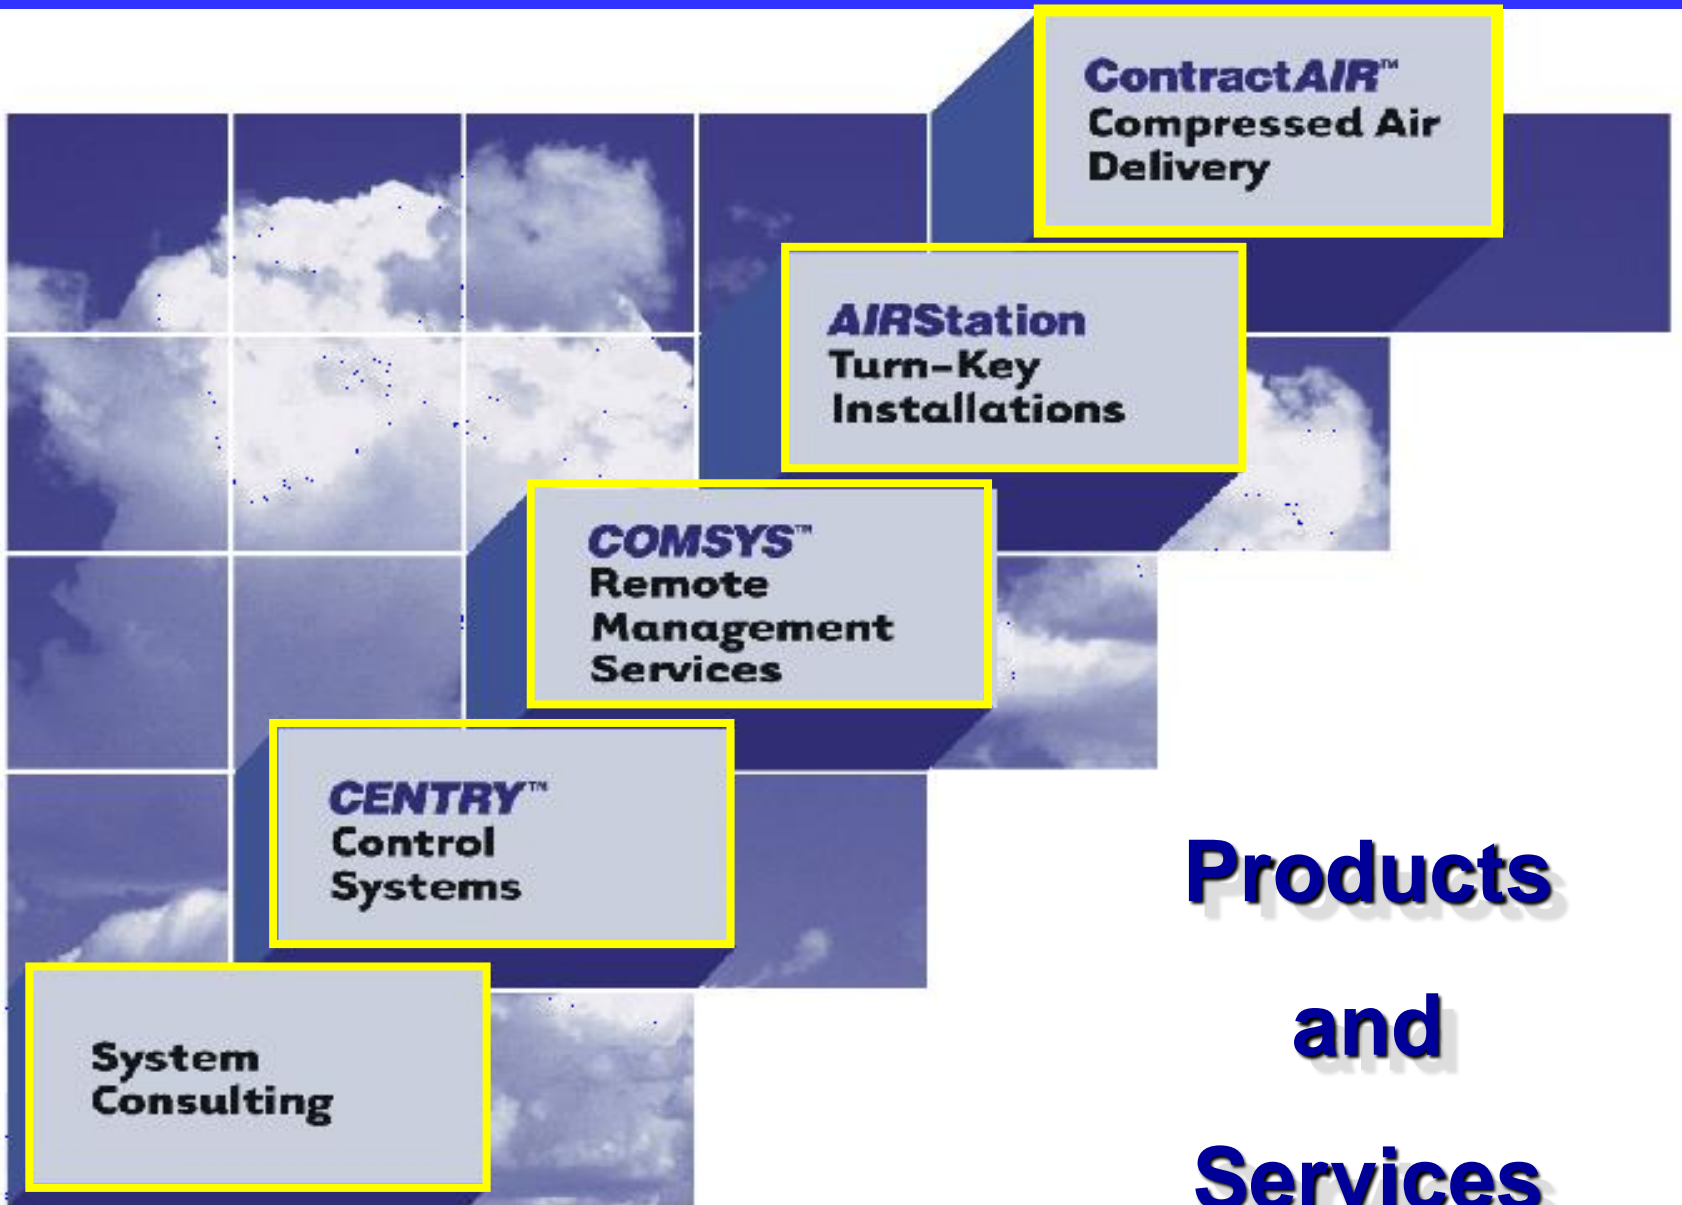 ContractAIR™
Compressed Air
Delivery
AIRStation
Turn-Key
Installations
COMSYS™
Remote
Management
Services
CENTRY™
Control
Systems
System
Consulting
Products
and
Services